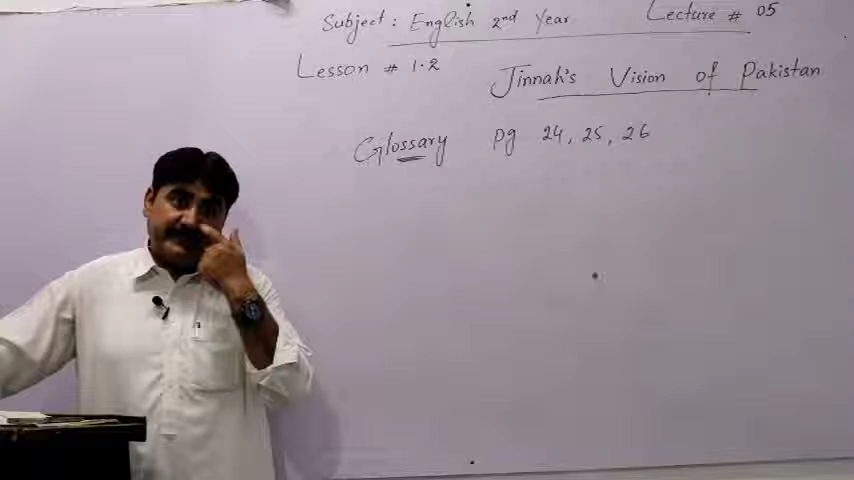 Subject: English 2nd Year Lecture # 05
Lesson # 1.2
Jinnah's Vision of Pakistan
Glossary pg 24, 25, 26